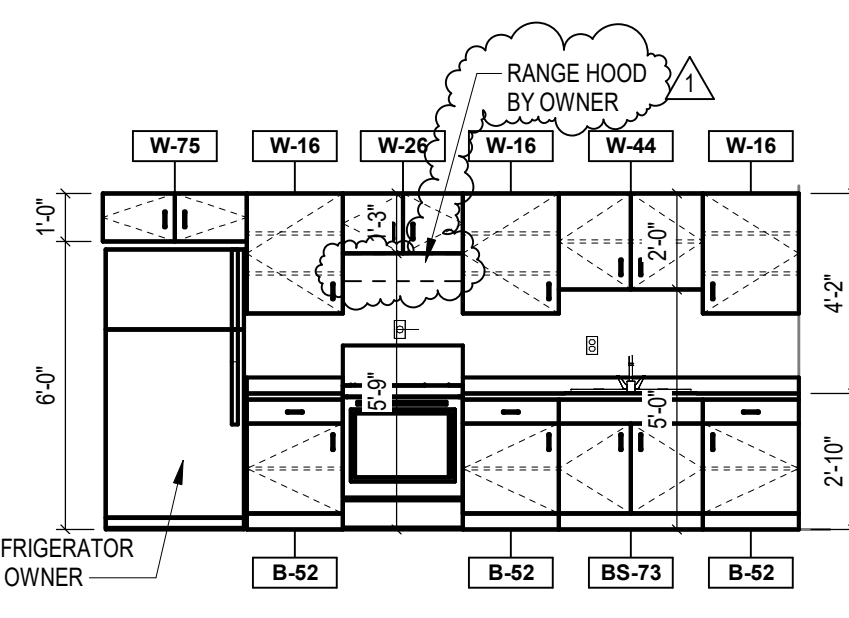 RANGE HOOD
BY OWNER
1
W-75
W-16
W-26
W-16
W-44
W-16
1'-0"
'-3"
2'-0"
4'-2"
6'-0"
5'-9"
5'-0"
2'-10"
FRIGERATOR
OWNER
B-52
B-52
BS-73
B-52